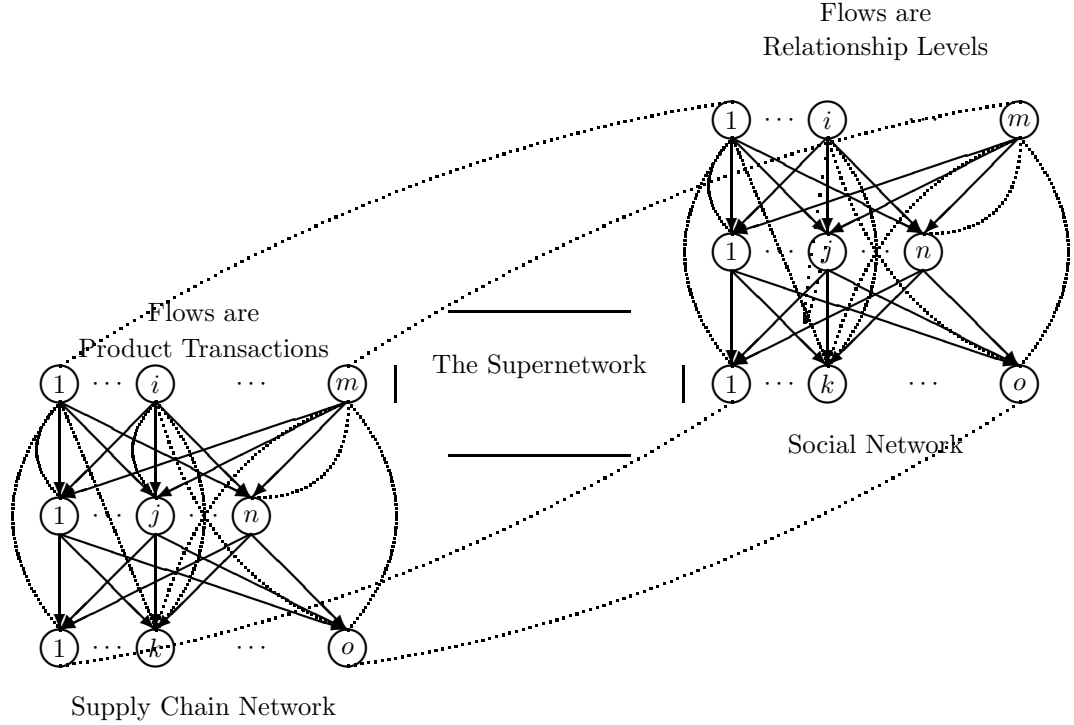 Flows are
Relationship Levels
1 ··· i ··· m
1 ··· j ··· n
1 ··· k ··· o
Social Network
The Supernetwork
Flows are
Product Transactions
1 ··· i ··· m
1 ··· j ··· n
1 ··· k ··· o
Supply Chain Network